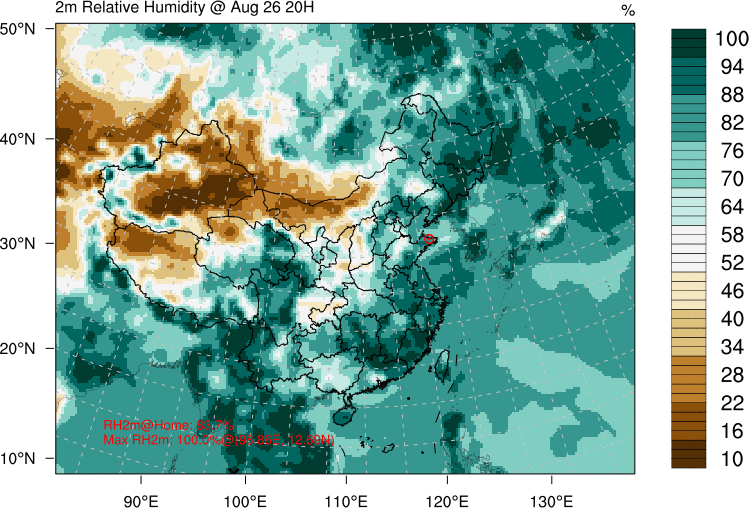 2m Relative Humidity @ Aug 26 20H
%
50°N
40°N
30°N
20°N
10°N
90°E
100°E
110°E
120°E
130°E
100
94
88
82
76
70
64
58
52
46
40
34
28
22
16
10
RH2m@Home:
Max RH2m: 100.0%@